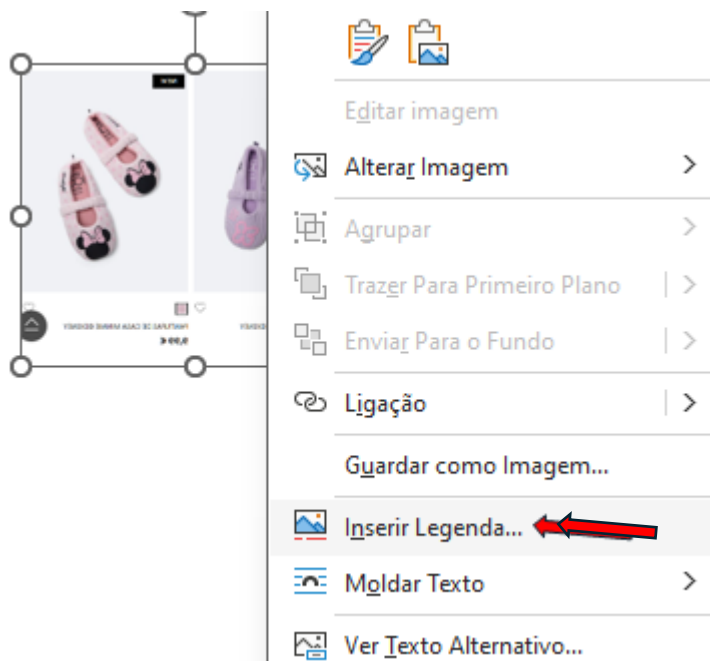 Editar imagem
Alterar Imagem
Agrupar
Trazer Para Primeiro Plano
Enviar Para o Fundo
Ligação
Guardar como Imagem...
Inserir Legenda...
Moldar Texto
Ver Texto Alternativo...